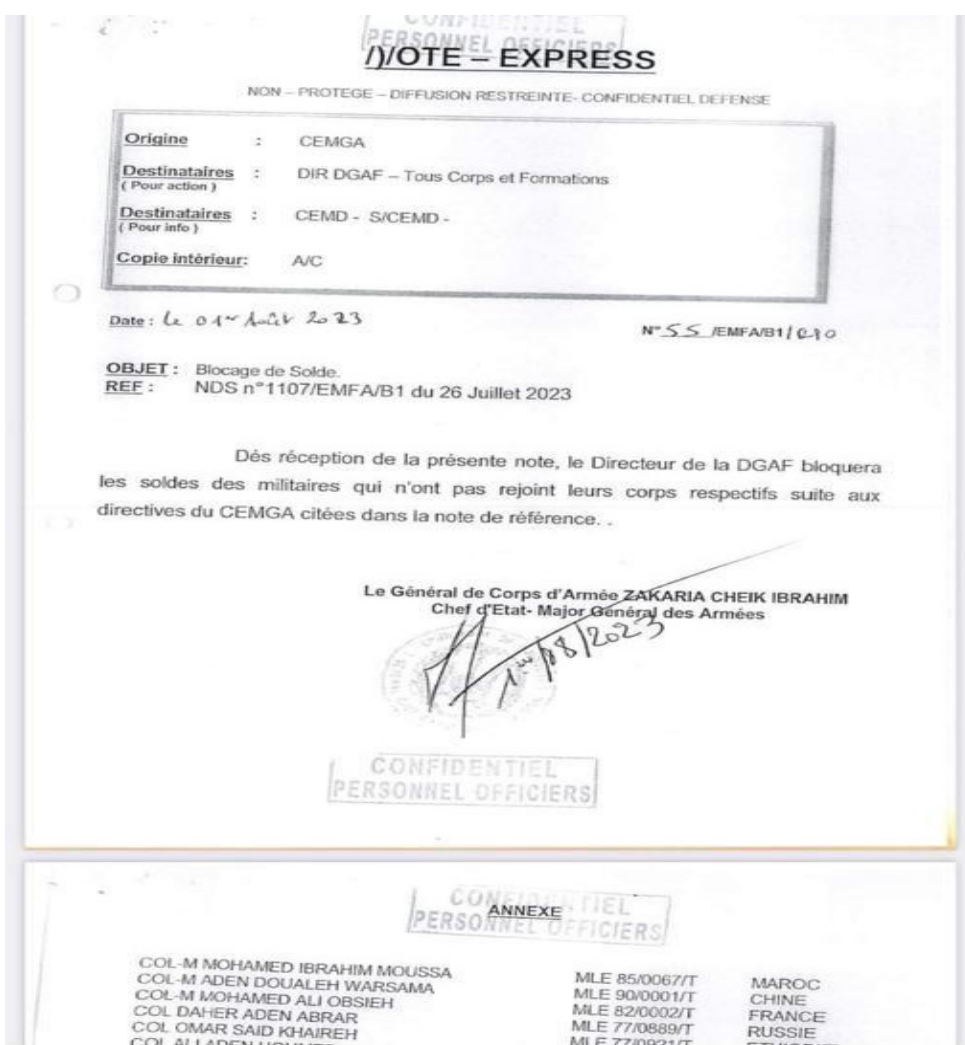 CONFIDENTIEL
PERSONNEL OFFICIERS
/)/OTE – EXPRESS
NON – PROTEGE – DIFFUSION RESTREINTE- CONFIDENTIEL DEFENSE
Origine : CEMGA
Destinataires : DIR DGAF – Tous Corps et Formations
( Pour action )
Destinataires : CEMD - S/CEMD -
( Pour info )
Copie intérieur: A/C
Date : le 01er Août 2023
N° 55 /EMFA/B1/
OBJET : Blocage de Solde.
REF : NDS n°1107/EMFA/B1 du 26 Juillet 2023
Dés réception de la présente note, le Directeur de la DGAF bloquera
les soldes des militaires qui n'ont pas rejoint leurs corps respectifs suite aux
directives du CEMGA citées dans la note de référence. .
Le Général de Corps d'Armée ZAKARIA CHEIK IBRAHIM
Chef d'Etat- Major Général des Armées
1er/08/2023
CONFIDENTIEL
PERSONNEL OFFICIERS
CONFIDENTIEL
ANNEXE
PERSONNEL OFFICIERS
COL-M MOHAMED IBRAHIM MOUSSA MLE 85/0067/T MAROC
COL-M ADEN DOUALEH WARSAMA MLE 90/0001/T CHINE
COL-M MOHAMED ALI OBSIEH MLE 82/0002/T FRANCE
COL DAHER ADEN ABRAR MLE 77/0889/T RUSSIE
COL OMAR SAID KHAIREH MLE 77/0921/T
COL ALI ADEN